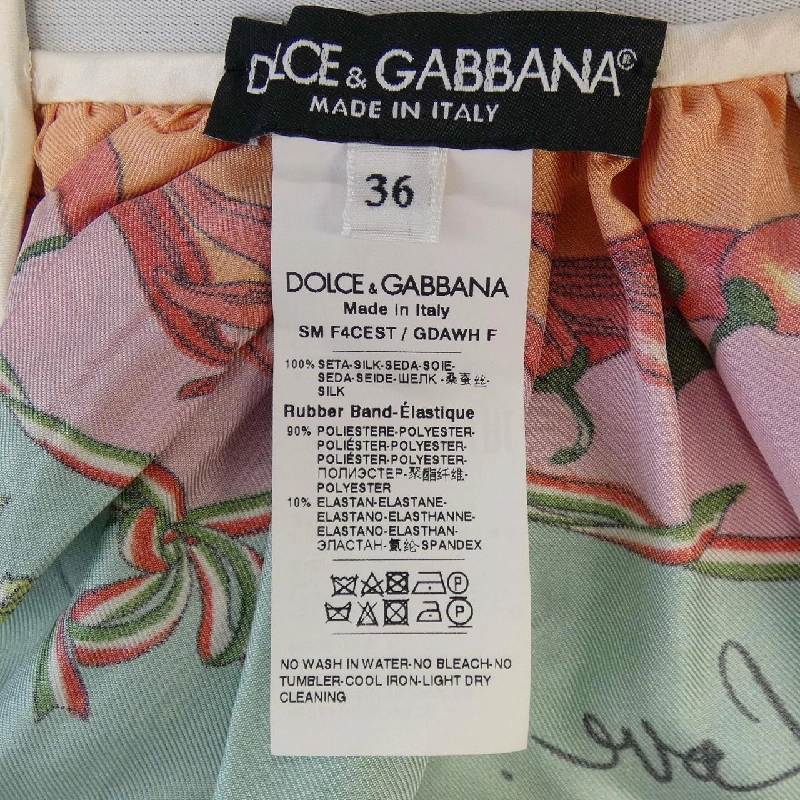 DOLCE & GABBANA®
MADE IN ITALY
36
DOLCE & GABBANA
Made in Italy
SM F4CEST / GDAWH F
100% SETA-SILK-SEDA-SOIE-
SEDA-SEIDE-ШЕЛК-桑蚕丝-
SILK
Rubber Band-Élastique
90% POLIESTERE-POLYESTER-
POLIÉSTER-POLYESTER-
POLIÉSTER-POLYESTER-
ПОЛИЭСТЕР-聚酯纤维-
POLYESTER
10% ELASTAN-ELASTANE-
ELASTANO-ELASTHANNE-
ELASTANO-ELASTHAN-
ЭЛАСТАН-氨纶-SPANDEX
P
P
NO WASH IN WATER-NO BLEACH-NO
TUMBLER-COOL IRON-LIGHT DRY
CLEANING